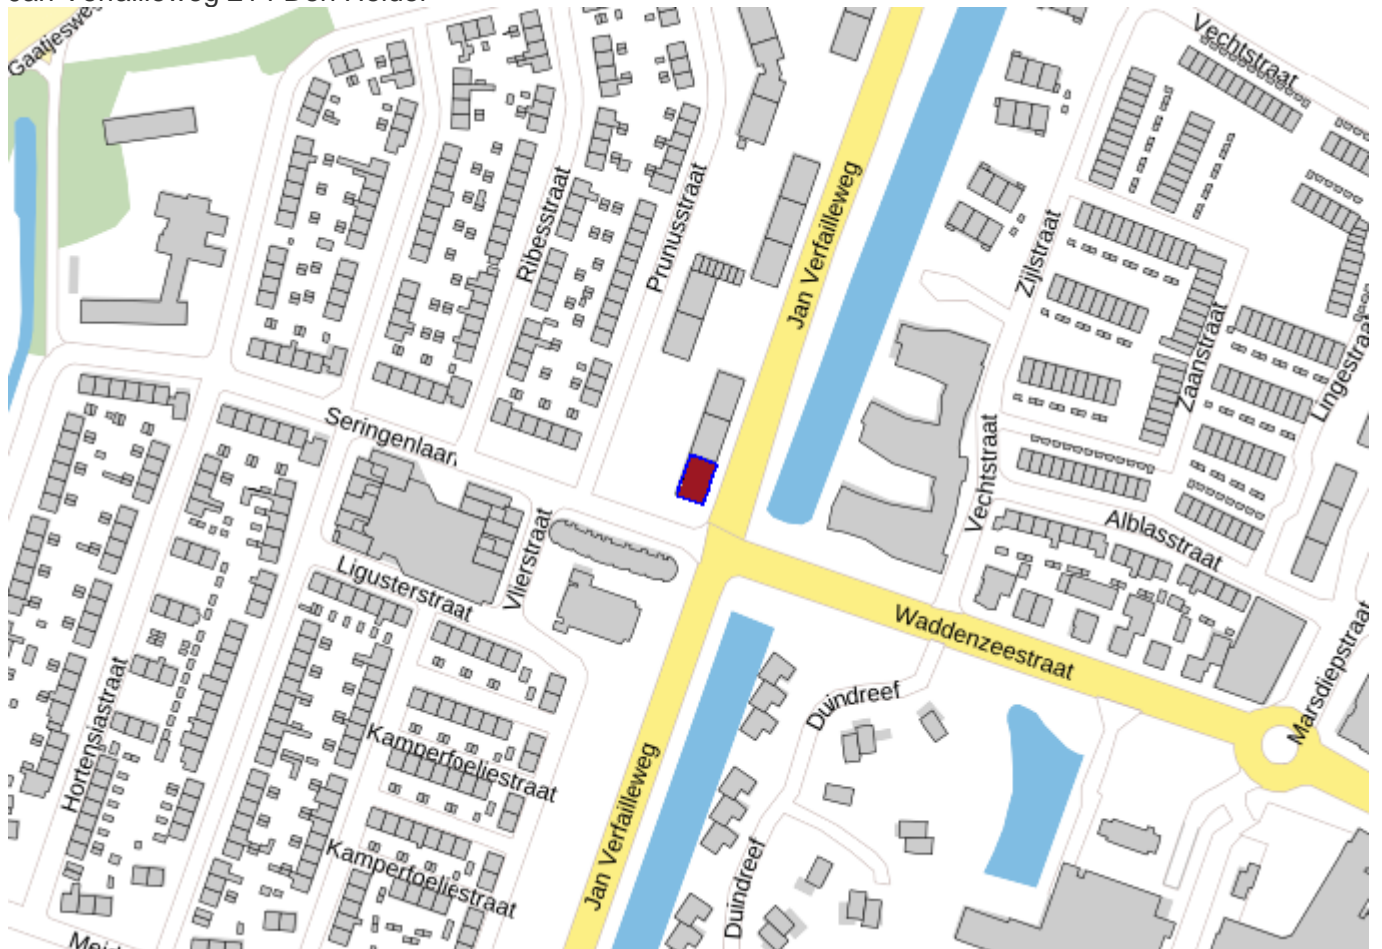 Gaatjesweg
Vechtstraat
Ribesstraat
Prunusstraat
Jan Verfailleweg
Zijlstraat
Zaanstraat
Lingestraat
Seringenlaan
Vechtstraat
Alblasstraat
Ligusterstraat
Vlierstraat
Waddenzeestraat
Marsdiepstraat
Duindreef
Hortensiastraat
Kamperfoeliestraat
Jan Verfailleweg
Duindreef
Kamperfoeliestraat